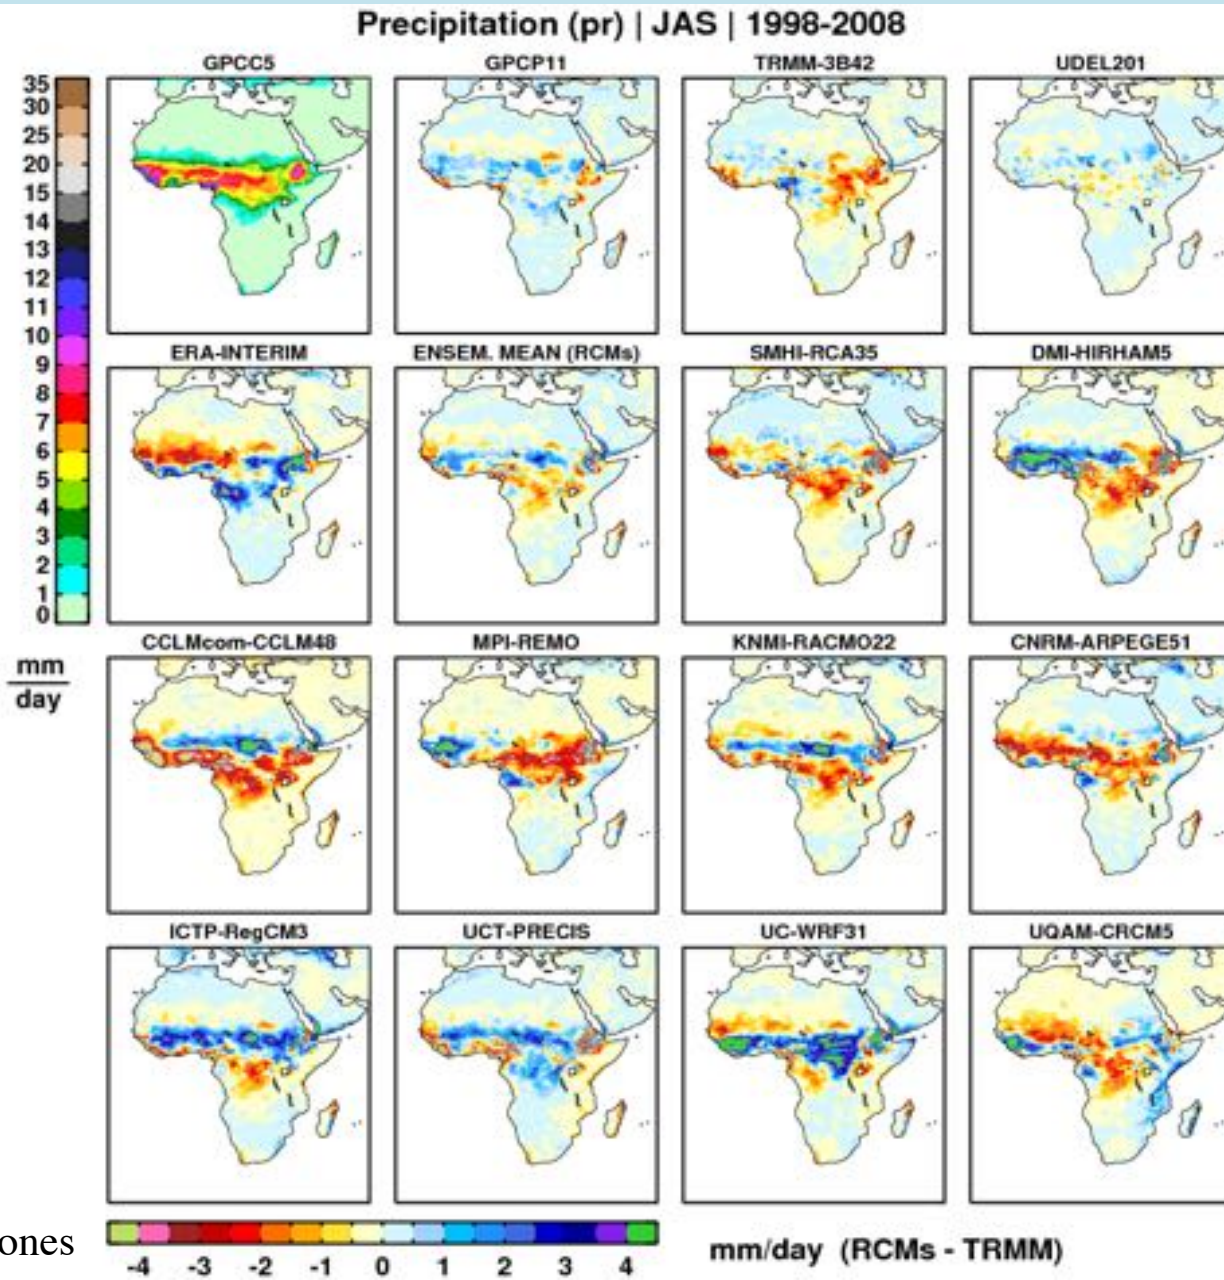 Precipitation (pr) | JAS | 1998-2008
GPCC5 GPCP11 TRMM-3B42 UDEL201
35
30
25
20
15
14
13
12
11
10
9
8
7
6
5
4
3
2
1
0
mm
day
ERA-INTERIM ENSEM. MEAN (RCMs) SMHI-RCA35 DMI-HIRHAM5
CCLMcom-CCLM48 MPI-REMO KNMI-RACMO22 CNRM-ARPEGE51
ICTP-RegCM3 UCT-PRECIS UC-WRF31 UQAM-CRCM5
ones
-4 -3 -2 -1 0 1 2 3 4
mm/day (RCMs - TRMM)